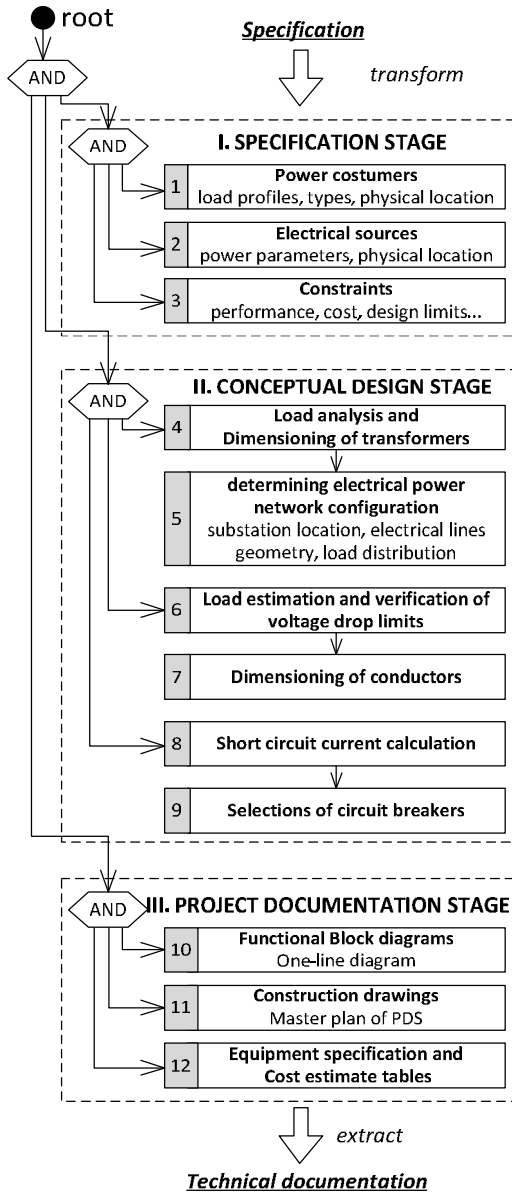 root
Specification
transform
AND
AND
I. SPECIFICATION STAGE
1
Power costumers
load profiles, types, physical location
2
Electrical sources
power parameters, physical location
3
Constraints
performance, cost, design limits...
AND
II. CONCEPTUAL DESIGN STAGE
4
Load analysis and
Dimensioning of transformers
5
determining electrical power
network configuration
substation location, electrical lines
geometry, load distribution
6
Load estimation and verification of
voltage drop limits
7
Dimensioning of conductors
8
Short circuit current calculation
9
Selections of circuit breakers
AND
III. PROJECT DOCUMENTATION STAGE
10
Functional Block diagrams
One-line diagram
11
Construction drawings
Master plan of PDS
12
Equipment specification and
Cost estimate tables
extract
Technical documentation